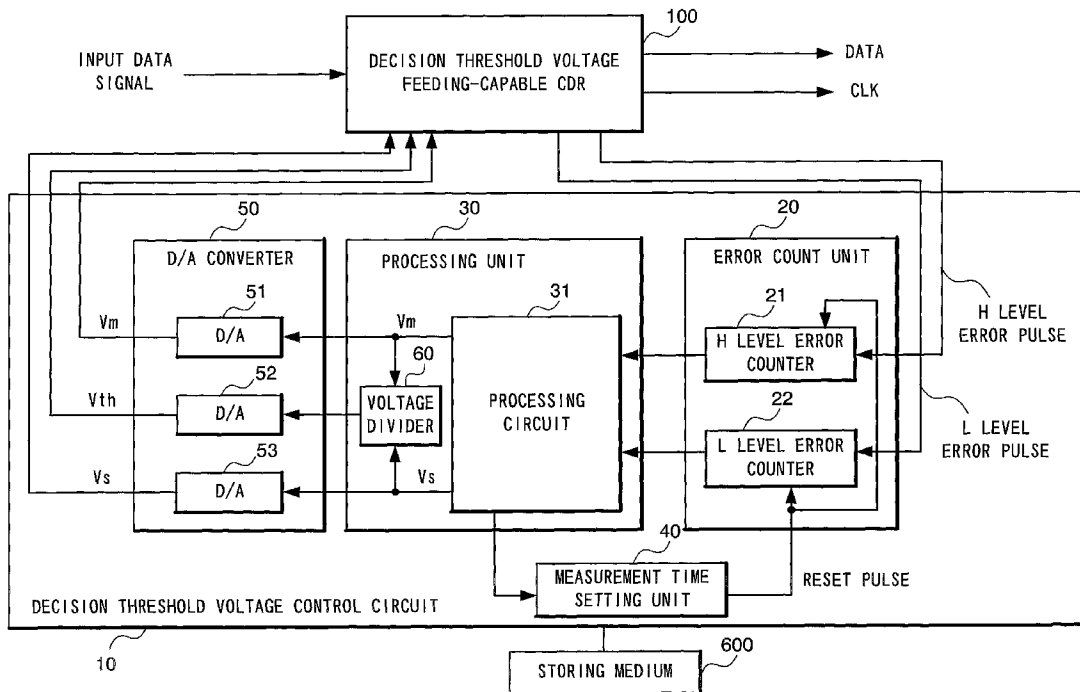 100
INPUT DATA
SIGNAL
DECISION THRESHOLD VOLTAGE
FEEDING-CAPABLE CDR
DATA
CLK
50
30
20
D/A CONVERTER
PROCESSING UNIT
ERROR COUNT UNIT
51
31
21
H LEVEL
ERROR PULSE
Vm
D/A
Vm
60
H LEVEL ERROR
COUNTER
52
VOLTAGE
DIVIDER
PROCESSING
CIRCUIT
22
Vth
D/A
L LEVEL
ERROR PULSE
53
L LEVEL ERROR
COUNTER
Vs
D/A
Vs
40
MEASUREMENT TIME
SETTING UNIT
RESET PULSE
DECISION THRESHOLD VOLTAGE CONTROL CIRCUIT
10
600
STORING MEDIUM